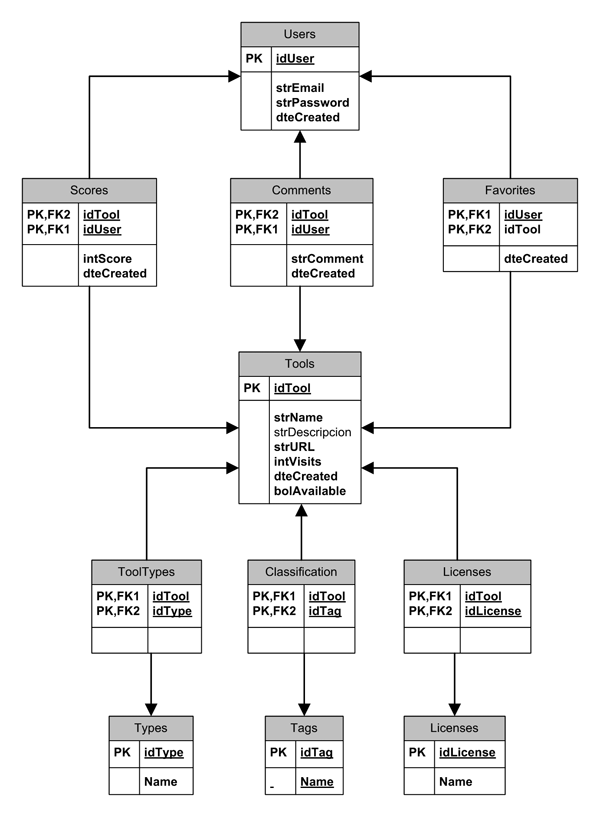 Users
PK idUser
strEmail
strPassword
dteCreated
Scores
PK,FK2 idTool
PK,FK1 idUser
intScore
dteCreated
Comments
PK,FK2 idTool
PK,FK1 idUser
strComment
dteCreated
Favorites
PK,FK1 idUser
PK,FK2 idTool
dteCreated
Tools
PK idTool
strName
strDescripcion
strURL
intVisits
dteCreated
bolAvailable
ToolTypes
PK,FK1 idTool
PK,FK2 idType
Classification
PK,FK1 idTool
PK,FK2 idTag
Licenses
PK,FK1 idTool
PK,FK2 idLicense
Types
PK idType
Name
Tags
PK idTag
_ Name
Licenses
PK idLicense
Name